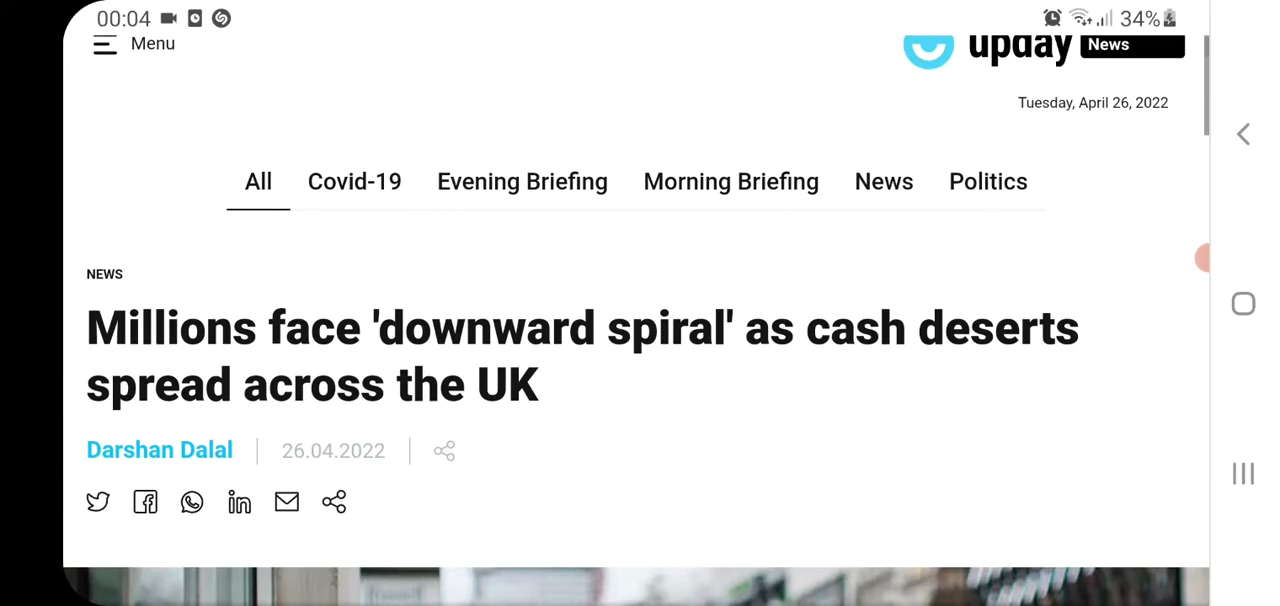 00:04
34%
Menu
upday News
Tuesday, April 26, 2022
All Covid-19 Evening Briefing Morning Briefing News Politics
NEWS
Millions face 'downward spiral' as cash deserts
spread across the UK
Darshan Dalal
26.04.2022